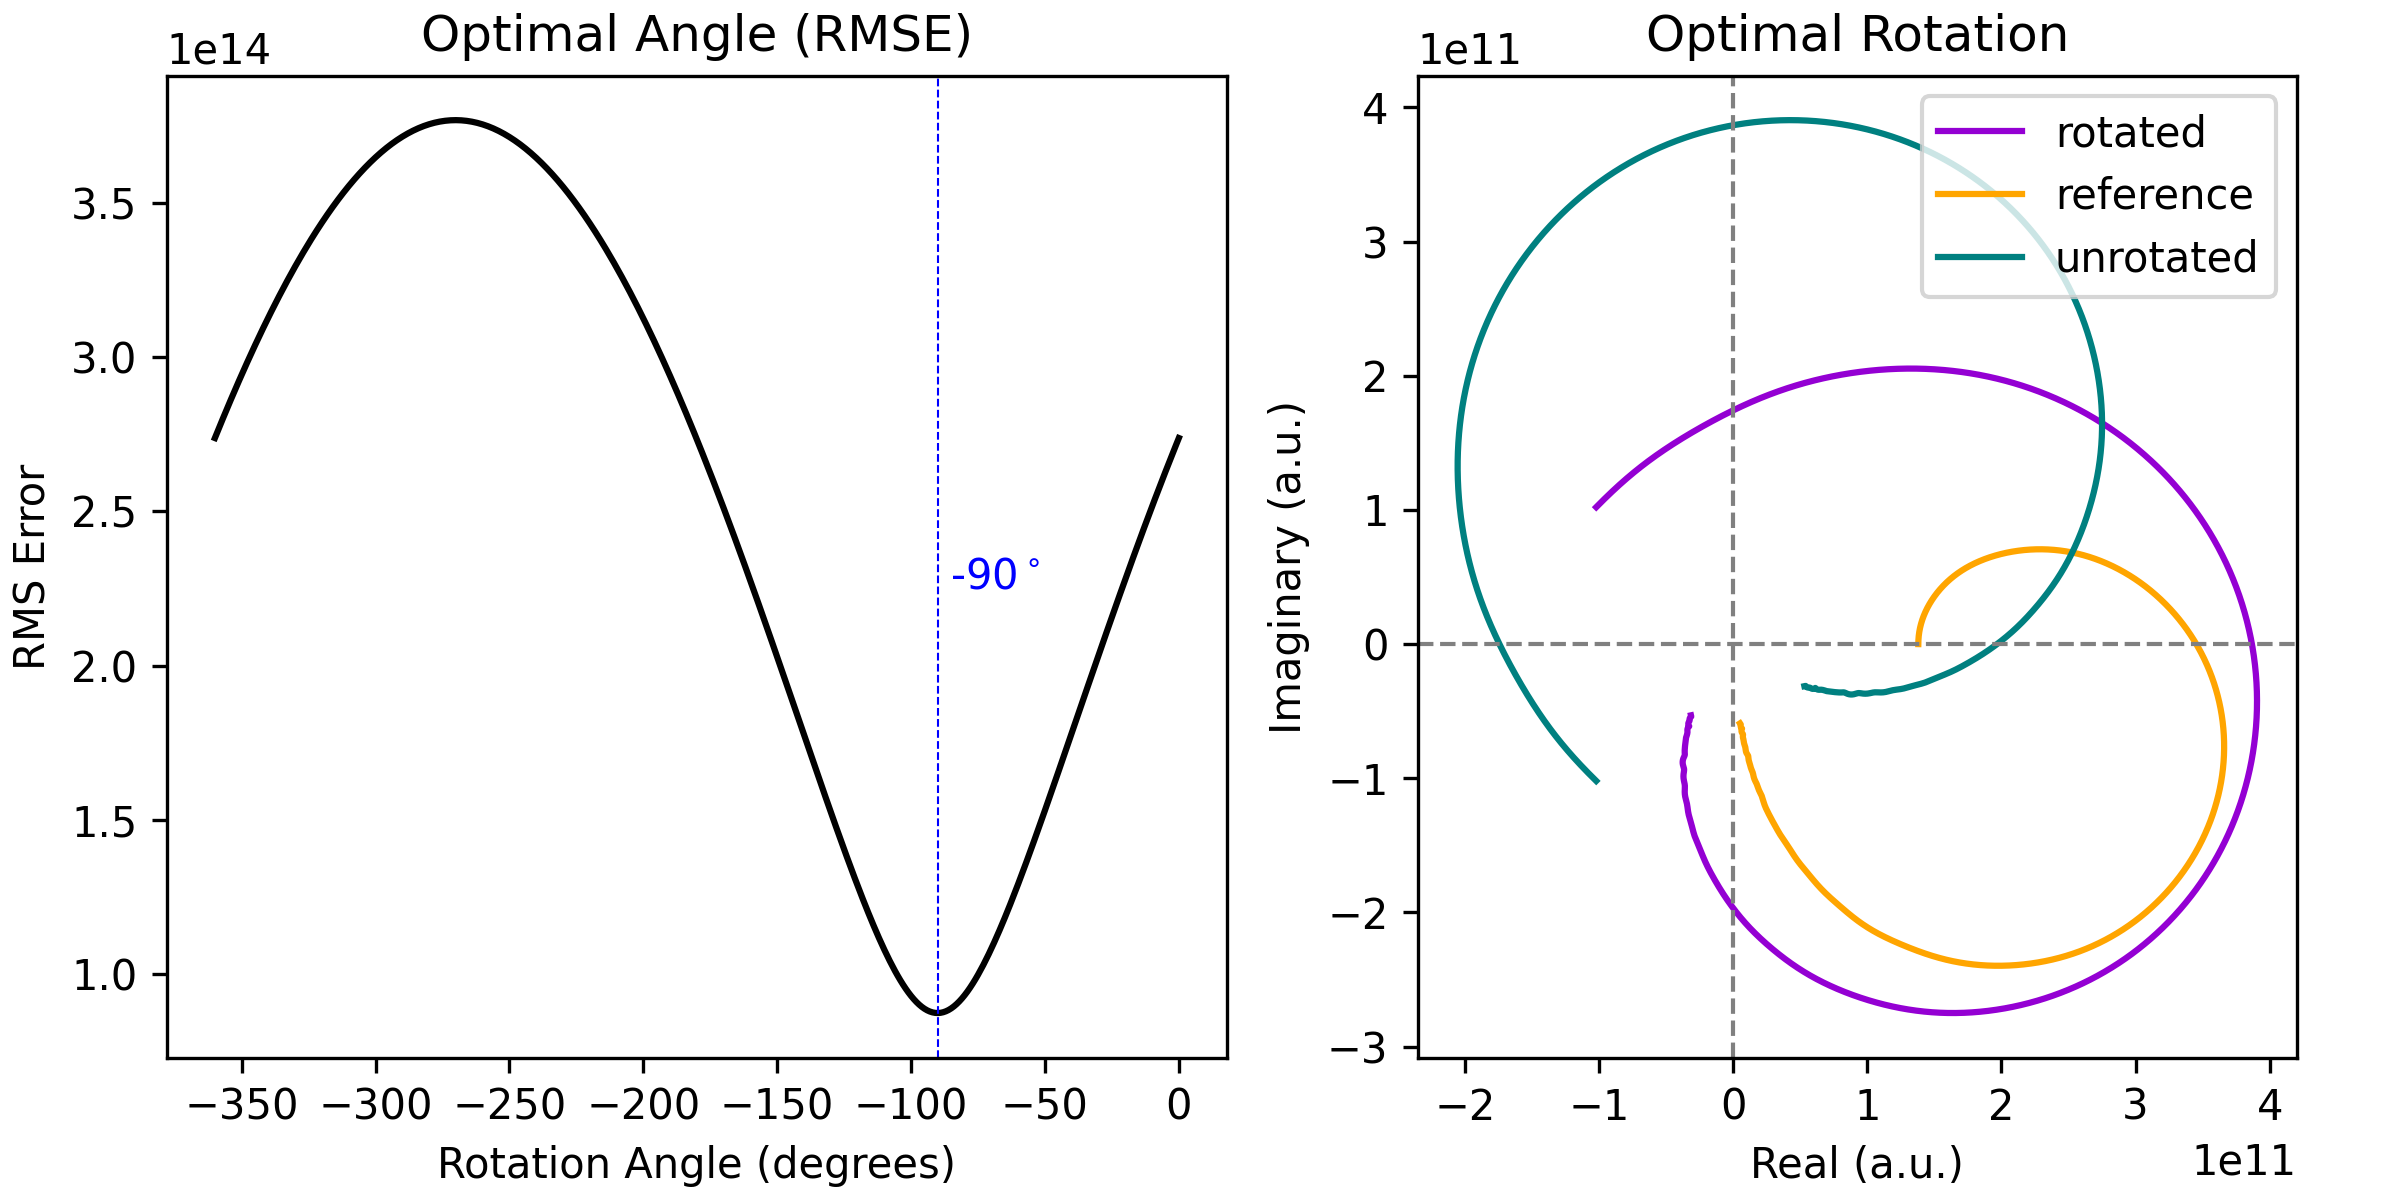 Optimal Angle (RMSE)
1e14
3.5
3.0
2.5
2.0
1.5
1.0
RMS Error
-90°
−350 −300 −250 −200 −150 −100 −50 0
Rotation Angle (degrees)
Optimal Rotation
1e11
4
3
2
1
0
−1
−2
−3
Imaginary (a.u.)
rotated
reference
unrotated
−2 −1 0 1 2 3 4
Real (a.u.)
1e11